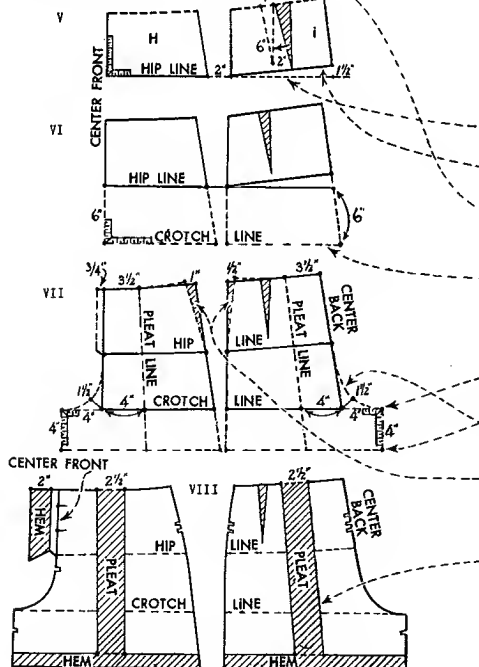 V
H
i
6"
2"
HIP LINE
2"
1½"
CENTER FRONT
VI
HIP LINE
6"
6"
CROTCH LINE
VII
¾"
3½"
1"
½"
3½"
PLEAT LINE
PLEAT LINE
CENTER BACK
HIP LINE
1½"
1½"
4"
4"
4"
4"
CROTCH LINE
4"
4"
CENTER FRONT
VIII
2"
2½"
2½"
HEM
PLEAT
PLEAT
CENTER BACK
HIP LINE
CROTCH LINE
HEM
HEM